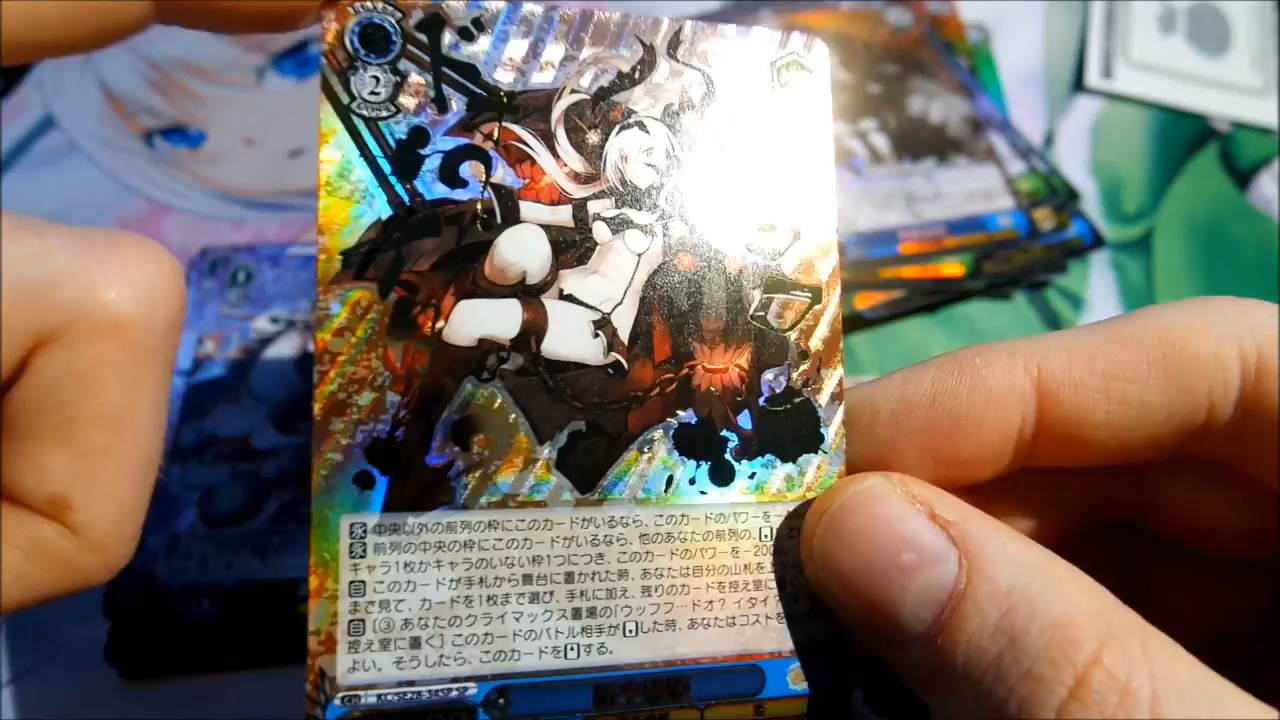 2
永 中央以外の前列の枠にこのカードがいるなら、このカードのパワーを－
永 前列の中央の枠にこのカードがいるなら、他のあなたの前列の、
キャラ1枚かキャラのいない枠1つにつき、このカードのパワーを－200
自 このカードが手札から舞台に置かれた時、あなたは自分の山札を上
まで見て、カードを1枚まで選び、手札に加え、残りのカードを控え室に
自 [③ あなたのクライマックス置場の「ウッフフ…ドオ？ イタイ？
控え室に置く] このカードのバトル相手が した時、あなたはコストを
よい。そうしたら、このカードを する。
KC/SE28-34SP SP